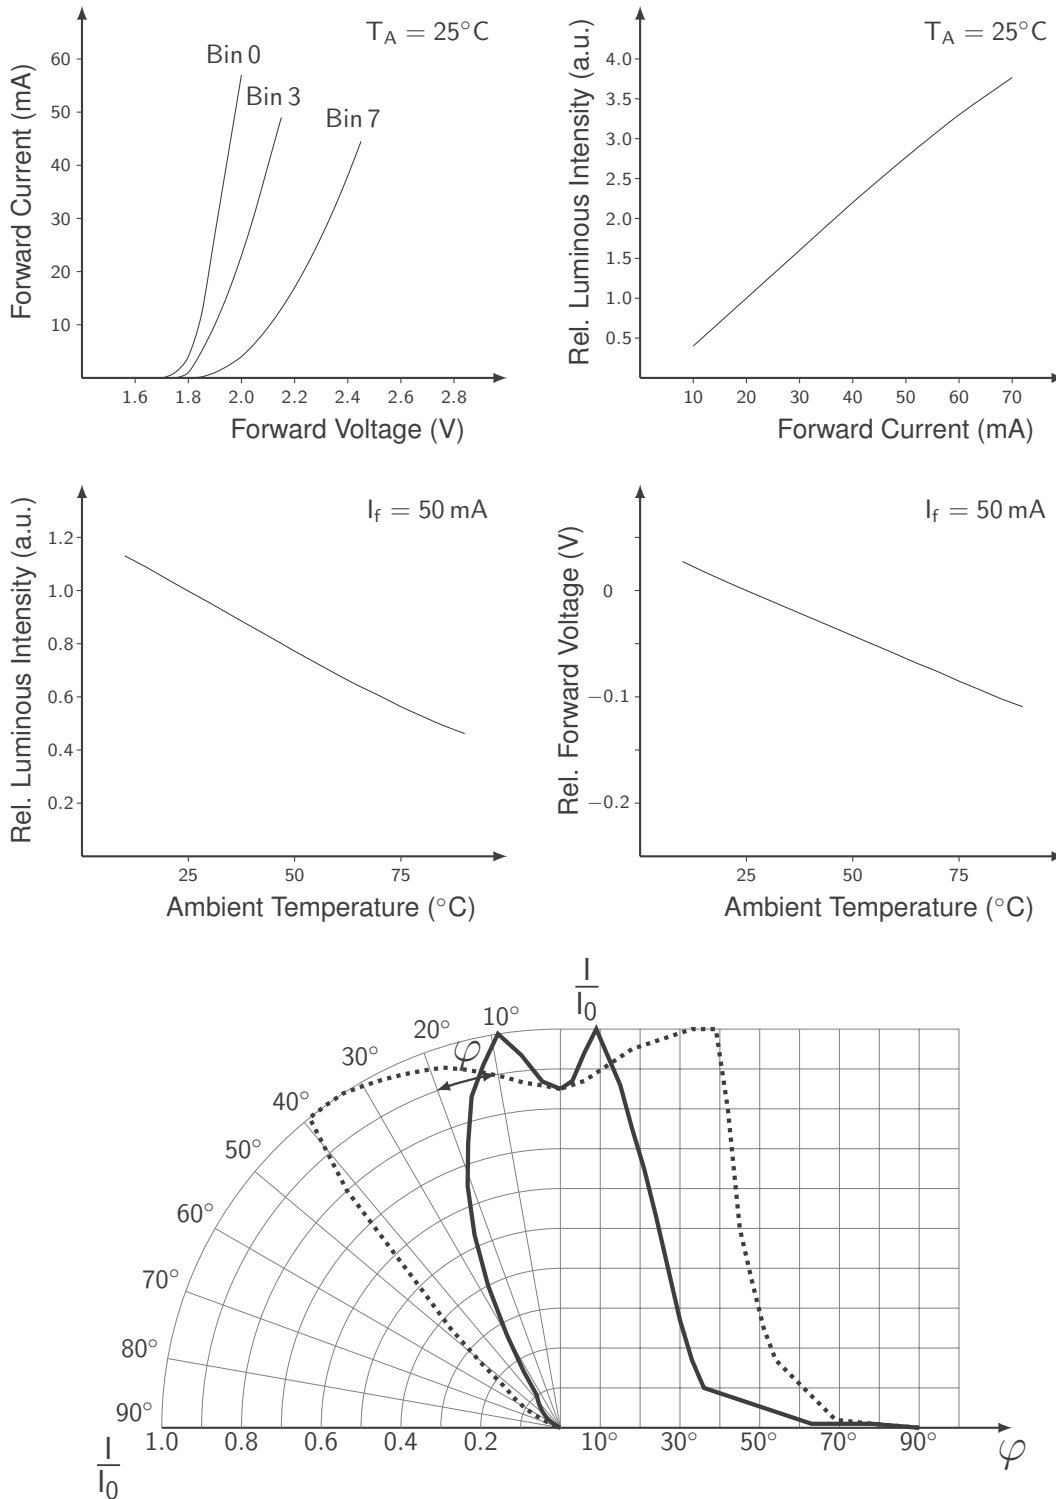 T_A = 25°C
Forward Current (mA)
60
50
40
30
20
10
Bin 0
Bin 3
Bin 7
1.6 1.8 2.0 2.2 2.4 2.6 2.8
Forward Voltage (V)
T_A = 25°C
Rel. Luminous Intensity (a.u.)
4.0
3.5
3.0
2.5
2.0
1.5
1.0
0.5
10 20 30 40 50 60 70
Forward Current (mA)
I_f = 50 mA
Rel. Luminous Intensity (a.u.)
1.2
1.0
0.8
0.6
0.4
0.2
25 50 75
Ambient Temperature (°C)
I_f = 50 mA
Rel. Forward Voltage (V)
0
−0.1
−0.2
25 50 75
Ambient Temperature (°C)
I
I_0
10°
20°
φ
30°
40°
50°
60°
70°
80°
90°
1.0 0.8 0.6 0.4 0.2 10° 30° 50° 70° 90° φ
I
I_0